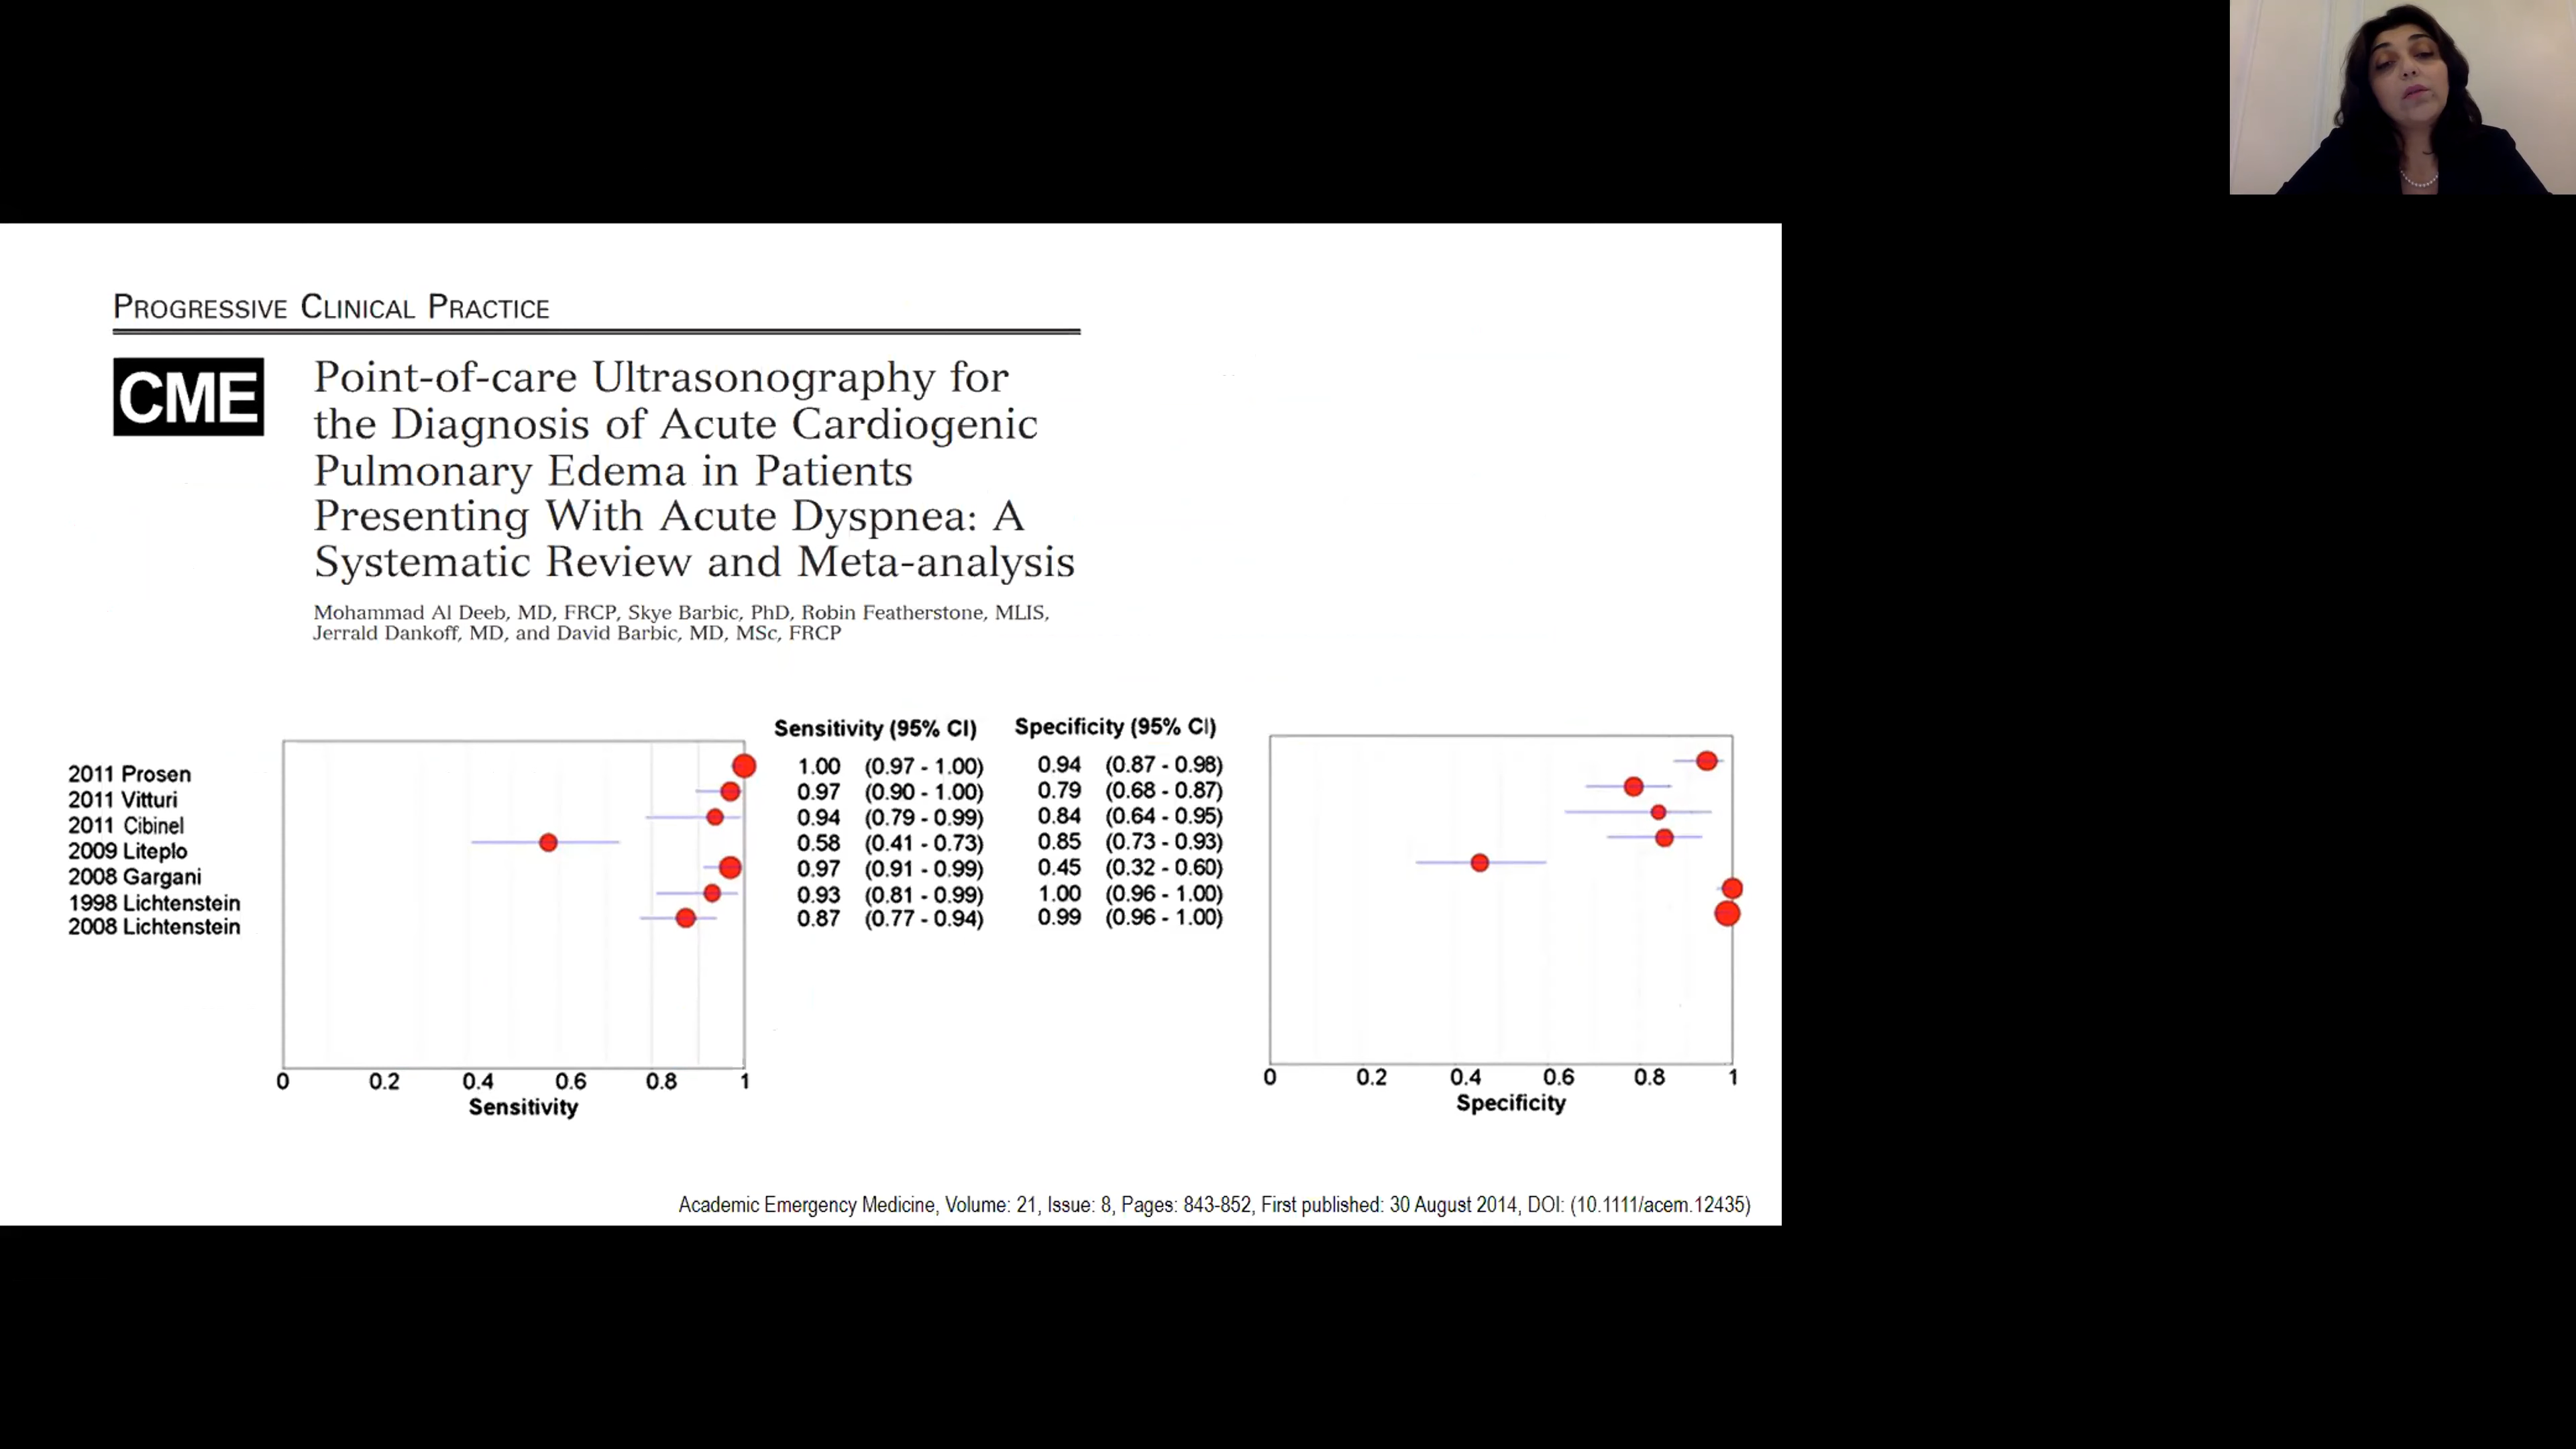 PROGRESSIVE CLINICAL PRACTICE
CME
Point-of-care Ultrasonography for
the Diagnosis of Acute Cardiogenic
Pulmonary Edema in Patients
Presenting With Acute Dyspnea: A
Systematic Review and Meta-analysis
Mohammad Al Deeb, MD, FRCP, Skye Barbic, PhD, Robin Featherstone, MLIS,
Jerrald Dankoff, MD, and David Barbic, MD, MSc, FRCP
Sensitivity (95% CI) Specificity (95% CI)
2011 Prosen 1.00 (0.97 - 1.00) 0.94 (0.87 - 0.98)
2011 Vitturi 0.97 (0.90 - 1.00) 0.79 (0.68 - 0.87)
2011 Cibinel 0.94 (0.79 - 0.99) 0.84 (0.64 - 0.95)
2009 Liteplo 0.58 (0.41 - 0.73) 0.85 (0.73 - 0.93)
2008 Gargani 0.97 (0.91 - 0.99) 0.45 (0.32 - 0.60)
1998 Lichtenstein 0.93 (0.81 - 0.99) 1.00 (0.96 - 1.00)
2008 Lichtenstein 0.87 (0.77 - 0.94) 0.99 (0.96 - 1.00)
0 0.2 0.4 0.6 0.8 1
Sensitivity
0 0.2 0.4 0.6 0.8 1
Specificity
Academic Emergency Medicine, Volume: 21, Issue: 8, Pages: 843-852, First published: 30 August 2014, DOI: (10.1111/acem.12435)